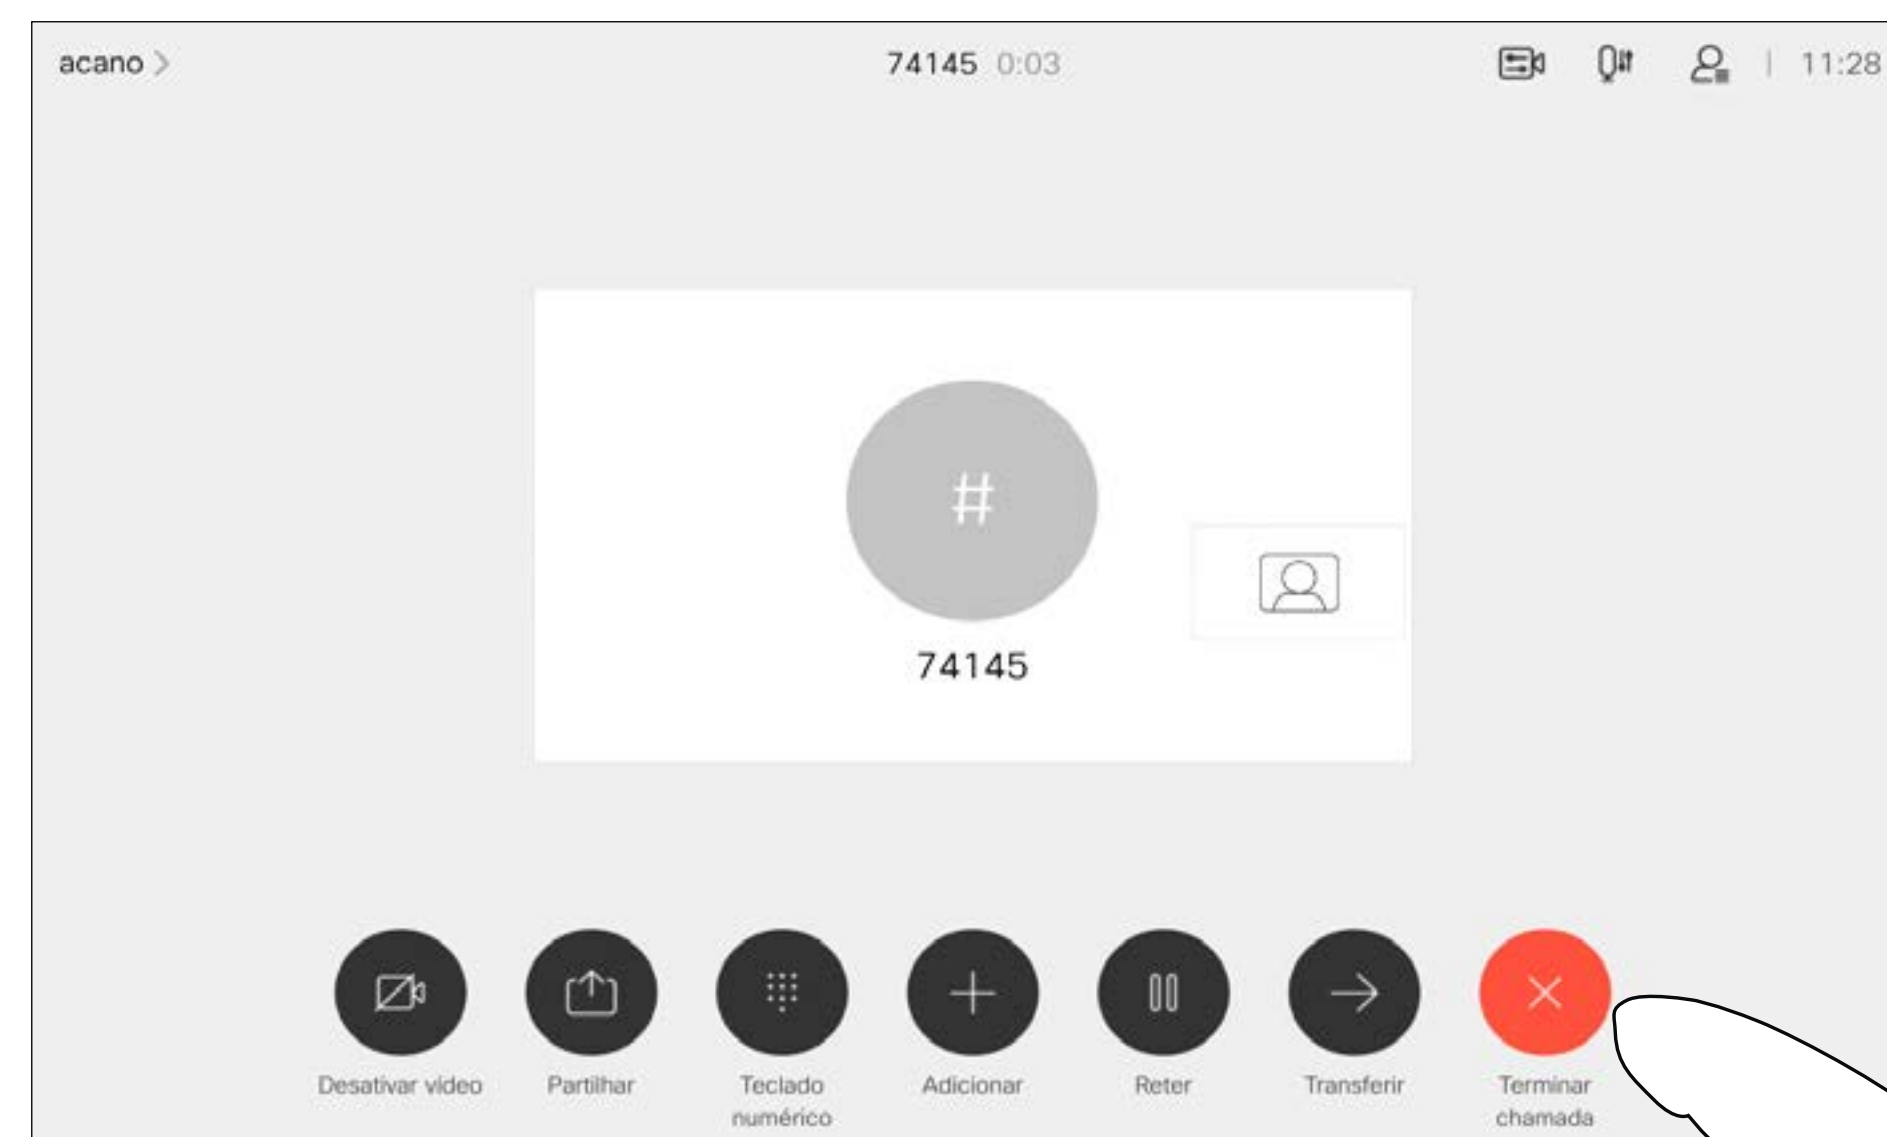 acano >
74145 0:03
11:28
#
74145
Desativar vídeo
Partilhar
Teclado
numérico
Adicionar
Reter
Transferir
Terminar
chamada